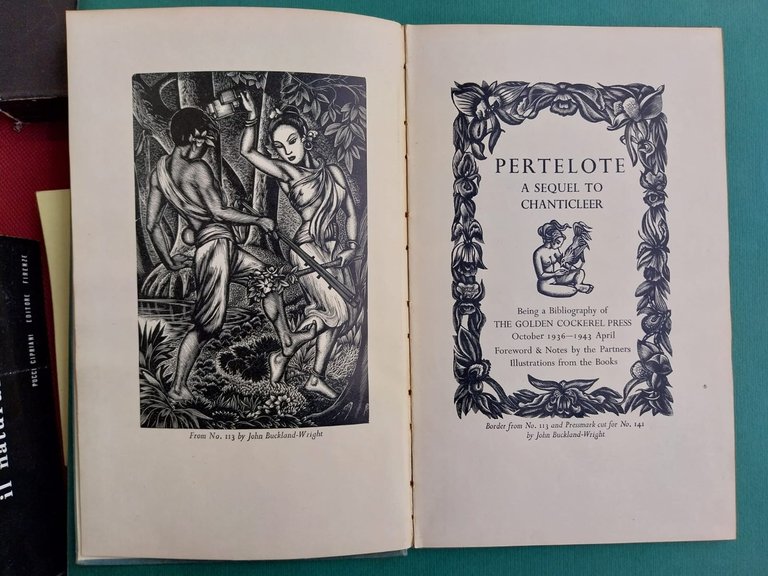 From No. 113 by John Buckland-Wright
PERTELOTE
A SEQUEL TO
CHANTICLEER
Being a Bibliography of
THE GOLDEN COCKEREL PRESS
October 1936—1943 April
Foreword & Notes by the Partners
Illustrations from the Books
Border from No. 113 and Pressmark cut for No. 141
by John Buckland-Wright
PUCCI CIPRIANI EDITORE FIRENZE